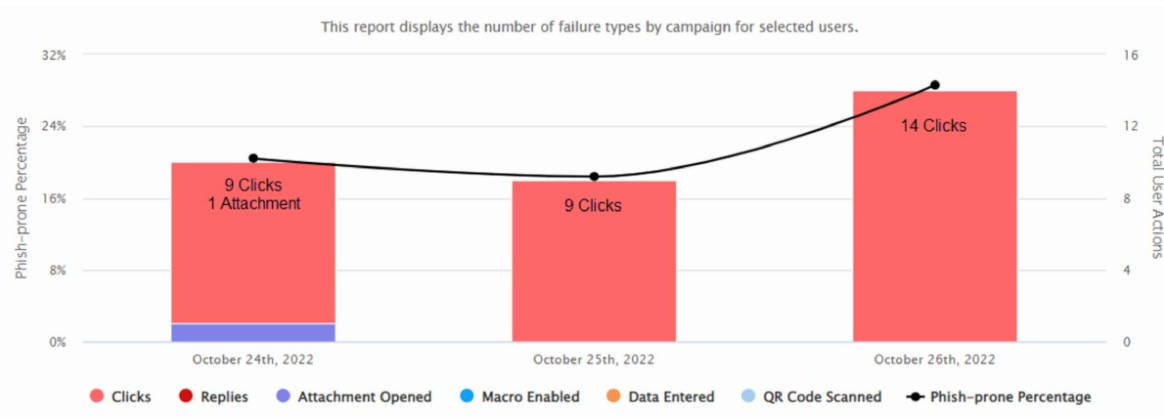 This report displays the number of failure types by campaign for selected users.
32%
16
24%
12
16%
8
8%
4
0%
0
Phish-prone Percentage
Total User Actions
9 Clicks
1 Attachment
9 Clicks
14 Clicks
October 24th, 2022
October 25th, 2022
October 26th, 2022
Clicks
Replies
Attachment Opened
Macro Enabled
Data Entered
QR Code Scanned
Phish-prone Percentage